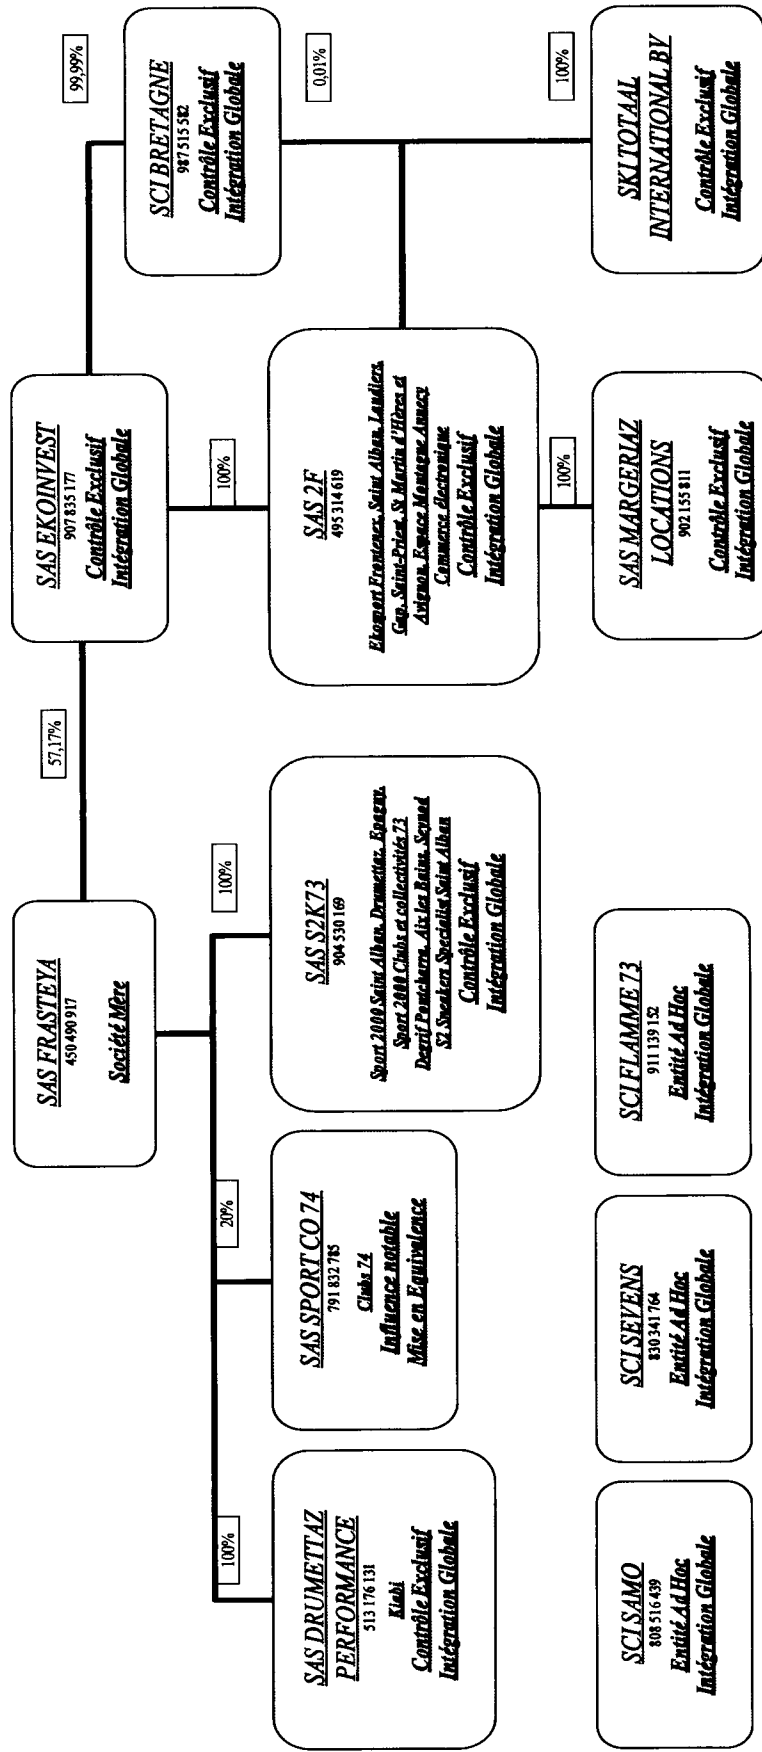 SAS FRASTEYA
450 490 917
Société Mère
57,17%
SAS EKOINVEST
907 835 177
Contrôle Exclusif
Intégration Globale
99,99%
SCI BRETAGNE
987 515 582
Contrôle Exclusif
Intégration Globale
100%
SAS DRUMETTAZ
PERFORMANCE
513 176 131
Kiabi
Contrôle Exclusif
Intégration Globale
20%
SAS SPORT CO 74
791 832 785
Clubs 74
Influence notable
Mise en Equivalence
100%
SAS S2K73
904 530 169
Sport 2000 Saint Alban, Drumettaz, Epagny,
Sport 2000 Clubs et collectivités 73
Degrif Pontcharra, Aix les Bains, Seynod
S2 Sneakers Specialist Saint Alban
Contrôle Exclusif
Intégration Globale
100%
SAS 2F
495 314 619
Ekosport Frontenex, Saint Alban, Landiers,
Gap, Saint-Priest, St Martin d'Hères et
Avignon, Espace Montagne Annecy
Commerce électronique
Contrôle Exclusif
Intégration Globale
0,01%
SCI SAMO
808 516 439
Entité Ad Hoc
Intégration Globale
SCI SEVENS
830 341 764
Entité Ad Hoc
Intégration Globale
SCI FLAMME 73
911 139 152
Entité Ad Hoc
Intégration Globale
100%
SAS MARGERIAZ
LOCATIONS
902 155 811
Contrôle Exclusif
Intégration Globale
100%
SKI TOTAAL
INTERNATIONAL BV
Contrôle Exclusif
Intégration Globale